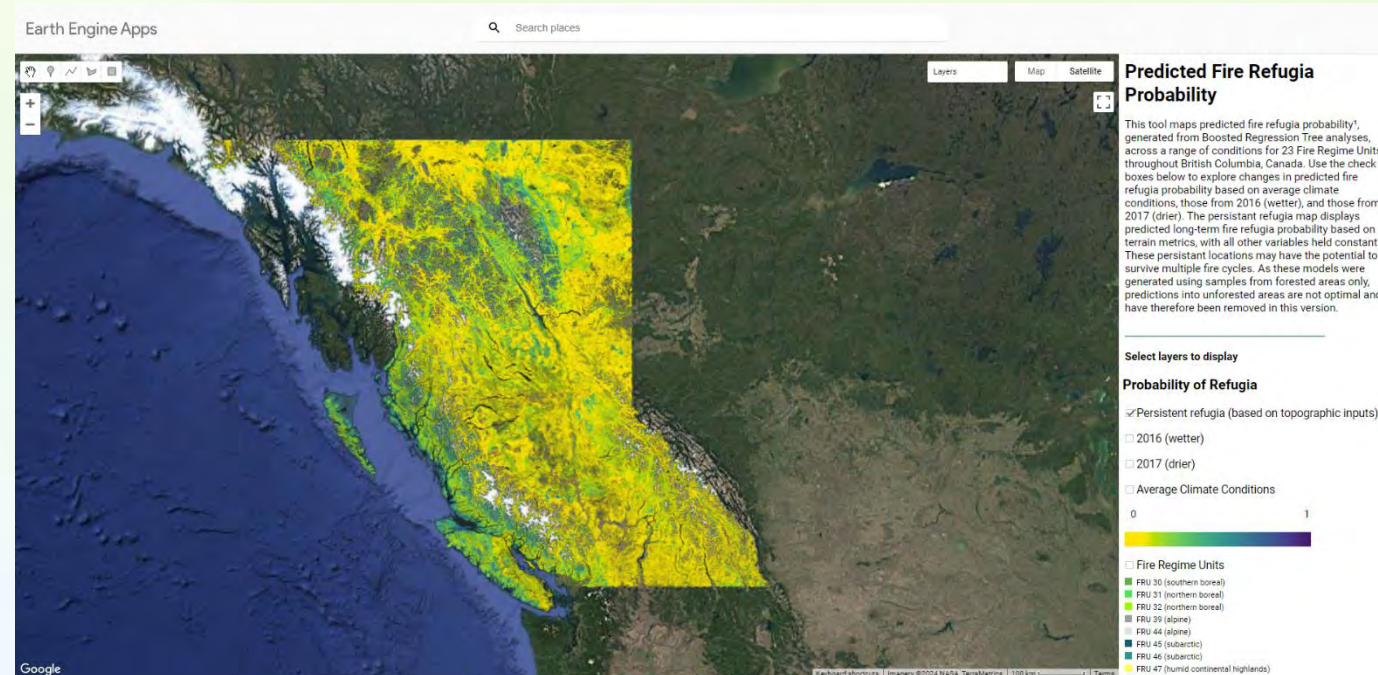 Earth Engine Apps
Search places
Layers
Map Satellite
+
−
Predicted Fire Refugia
Probability
This tool maps predicted fire refugia probability¹,
generated from Boosted Regression Tree analyses,
across a range of conditions for 23 Fire Regime Units
throughout British Columbia, Canada. Use the check
boxes below to explore changes in predicted fire
refugia probability based on average climate
conditions, those from 2016 (wetter), and those from
2017 (drier). The persistant refugia map displays
predicted long-term fire refugia probability based on
terrain metrics, with all other variables held constant
These persistant locations may have the potential to
survive multiple fire cycles. As these models were
generated using samples from forested areas only,
predictions into unforested areas are not optimal and
have therefore been removed in this version.
Select layers to display
Probability of Refugia
Persistent refugia (based on topographic inputs)
2016 (wetter)
2017 (drier)
Average Climate Conditions
0 1
Fire Regime Units
FRU 30 (southern boreal)
FRU 31 (northern boreal)
FRU 32 (northern boreal)
FRU 39 (alpine)
FRU 44 (alpine)
FRU 45 (subarctic)
FRU 46 (subarctic)
FRU 47 (humid continental highlands)
Google
Keyboard shortcuts Imagery ©2024 NASA, TerraMetrics 100 km Terms